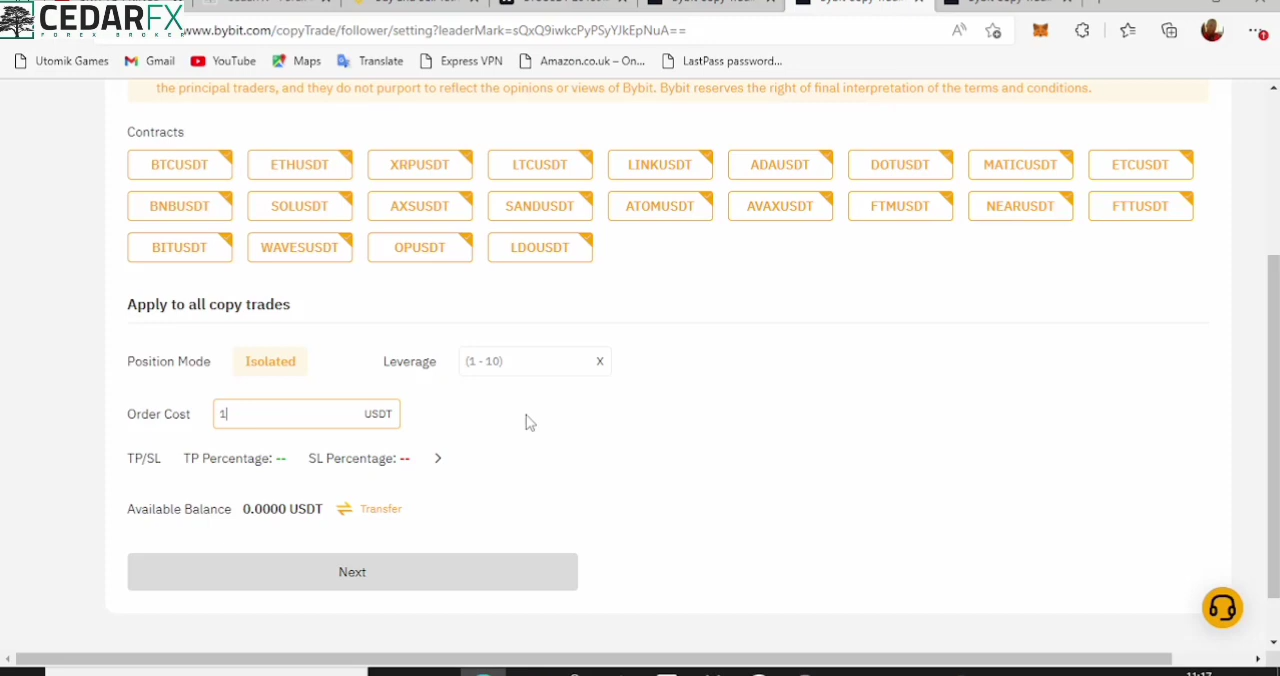 CEDARFX
FOREX BROKER
www.bybit.com/copyTrade/follower/setting?leaderMark=sQxQ9iwkcPyPSyYJkEpNuA==
Utomik Games Gmail YouTube Maps Translate Express VPN Amazon.co.uk – On... LastPass password...
the principal traders, and they do not purport to reflect the opinions or views of Bybit. Bybit reserves the right of final interpretation of the terms and conditions.
Contracts
BTCUSDT ETHUSDT XRPUSDT LTCUSDT LINKUSDT ADAUSDT DOTUSDT MATICUSDT ETCUSDT
BNBUSDT SOLUSDT AXSUSDT SANDUSDT ATOMUSDT AVAXUSDT FTMUSDT NEARUSDT FTTUSDT
BITUSDT WAVESUSDT OPUSDT LDOUSDT
Apply to all copy trades
Position Mode Isolated Leverage (1 - 10) X
Order Cost 1 USDT
TP/SL TP Percentage: -- SL Percentage: --
Available Balance 0.0000 USDT Transfer
Next